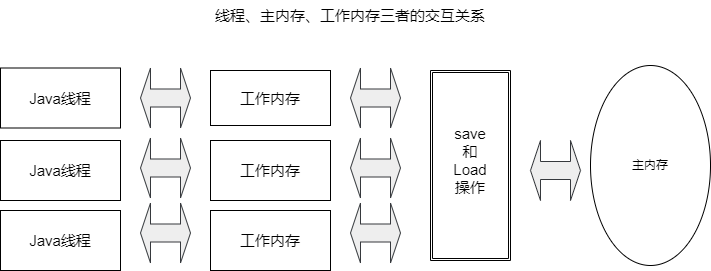 线程、主内存、工作内存三者的交互关系
Java线程
工作内存
Java线程
工作内存
Java线程
工作内存
save
和
Load
操作
主内存